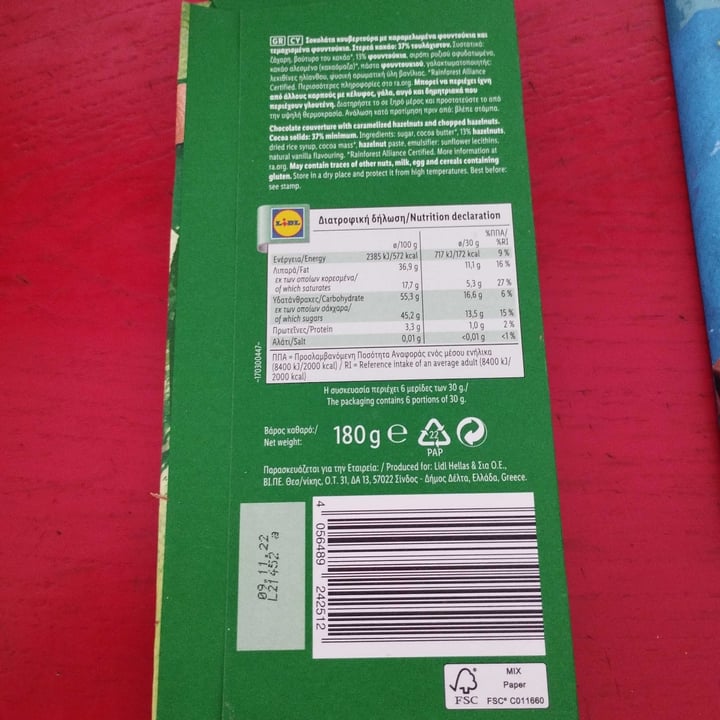 GR CY Σοκολάτα κουβερτούρα με καραμελωμένα φουντούκια και
τεμαχισμένα φουντούκια. Στερεά κακάο: 37% τουλάχιστον. Συστατικά:
ζάχαρη, βούτυρο του κακάο*, 13% φουντούκια, σιρόπι ρυζιού αφυδατωμένο,
κακάο αλεσμένο (κακαόμαζα)*, πάστα φουντουκιού, γαλακτωματοποιητής:
λεκιθίνες ηλίανθου, φυσική αρωματική ύλη βανίλιας. *Rainforest Alliance
Certified. Περισσότερες πληροφορίες στο ra.org. Μπορεί να περιέχει ίχνη
από άλλους καρπούς με κέλυφος, γάλα, αυγό και δημητριακά που
περιέχουν γλουτένη. Διατηρήστε το σε ξηρό μέρος και προστατεύστε το από
την υψηλή θερμοκρασία. Ανάλωση κατά προτίμηση πριν από: βλέπε στάμπα.
Chocolate couverture with caramelized hazelnuts and chopped hazelnuts.
Cocoa solids: 37% minimum. Ingredients: sugar, cocoa butter*, 13% hazelnuts,
dried rice syrup, cocoa mass*, hazelnut paste, emulsifier: sunflower lecithins,
natural vanilla flavouring. *Rainforest Alliance Certified. More information at
ra.org. May contain traces of other nuts, milk, egg and cereals containing
gluten. Store in a dry place and protect it from high temperatures. Best before:
see stamp.
LIDL
Διατροφική δήλωση/Nutrition declaration
%ΠΠΑ/
ø/100 g ø/30 g %RI
Ενέργεια/Energy 2385 kJ/572 kcal 717 kJ/172 kcal 9 %
Λιπαρά/Fat 36,9 g 11,1 g 16 %
εκ των οποίων κορεσμένα/
of which saturates 17,7 g 5,3 g 27 %
Υδατάνθρακες/Carbohydrate 55,3 g 16,6 g 6 %
εκ των οποίων σάκχαρα/
of which sugars 45,2 g 13,5 g 15 %
Πρωτεΐνες/Protein 3,3 g 1,0 g 2 %
Αλάτι/Salt 0,01 g <0,01 g <1 %
ΠΠΑ = Προσλαμβανόμενη Ποσότητα Αναφοράς ενός μέσου ενήλικα
(8400 kJ/2000 kcal) / RI = Reference intake of an average adult (8400 kJ/
2000 kcal)
-170300447-
Η συσκευασία περιέχει 6 μερίδες των 30 g./
The packaging contains 6 portions of 30 g.
Βάρος καθαρό:/
Net weight: 180 g e
22
PAP
Παρασκευάζεται για την Εταιρεία: / Produced for: Lidl Hellas & Σια Ο.Ε.,
ΒΙ.ΠΕ. Θεσ/νίκης, Ο.Τ. 31, ΔΑ 13, 57022 Σίνδος - Δήμος Δέλτα, Ελλάδα, Greece.
09.11.22
L21452 a
4 056489 242512
FSC
MIX
Paper
FSC® C011660